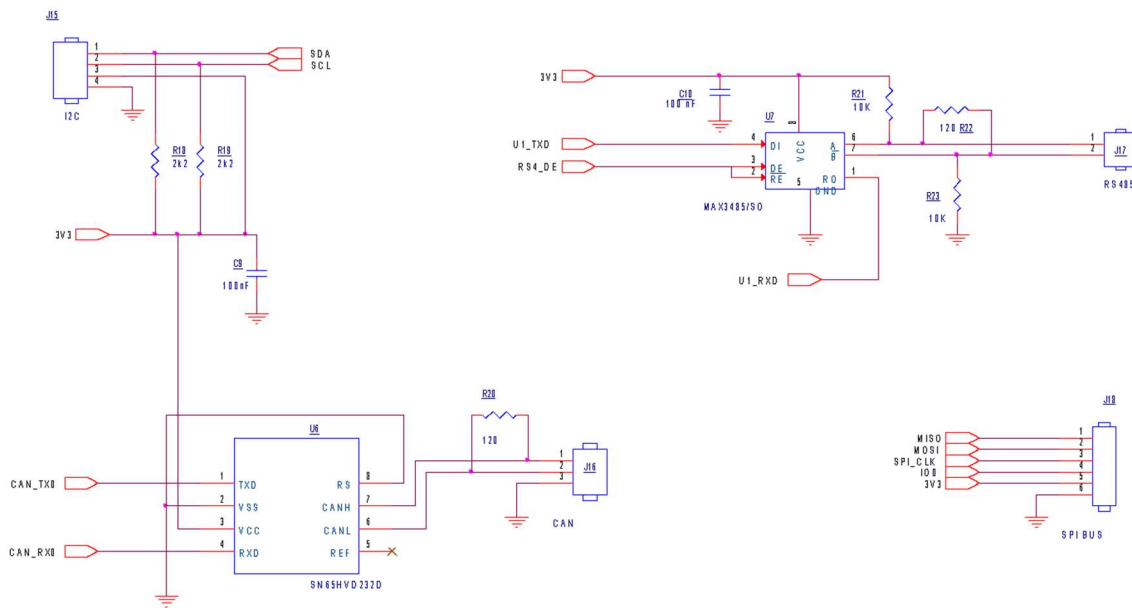 J15
1
2
3
4
SDA
SCL
I2C
R18
2k2
R19
2k2
3V3
C9
100nF
3V3
C10
100 nF
R21
10K
120 R22
U7
U1_TXD
4
DI
VCC
8
A
6
B
7
RS4_DE
3
DE
2
RE
5
RO
1
GND
MAX3485/SO
1
2
J17
RS485
R23
10K
U1_RXD
R20
120
U6
CAN_TX0
1
TXD
RS
8
2
VSS
CANH
7
3
VCC
CANL
6
CAN_RX0
4
RXD
REF
5
SN65HVD232D
1
2
3
J16
CAN
J18
MISO
1
MOSI
2
SPI_CLK
3
IO0
4
3V3
5
6
SPI BUS